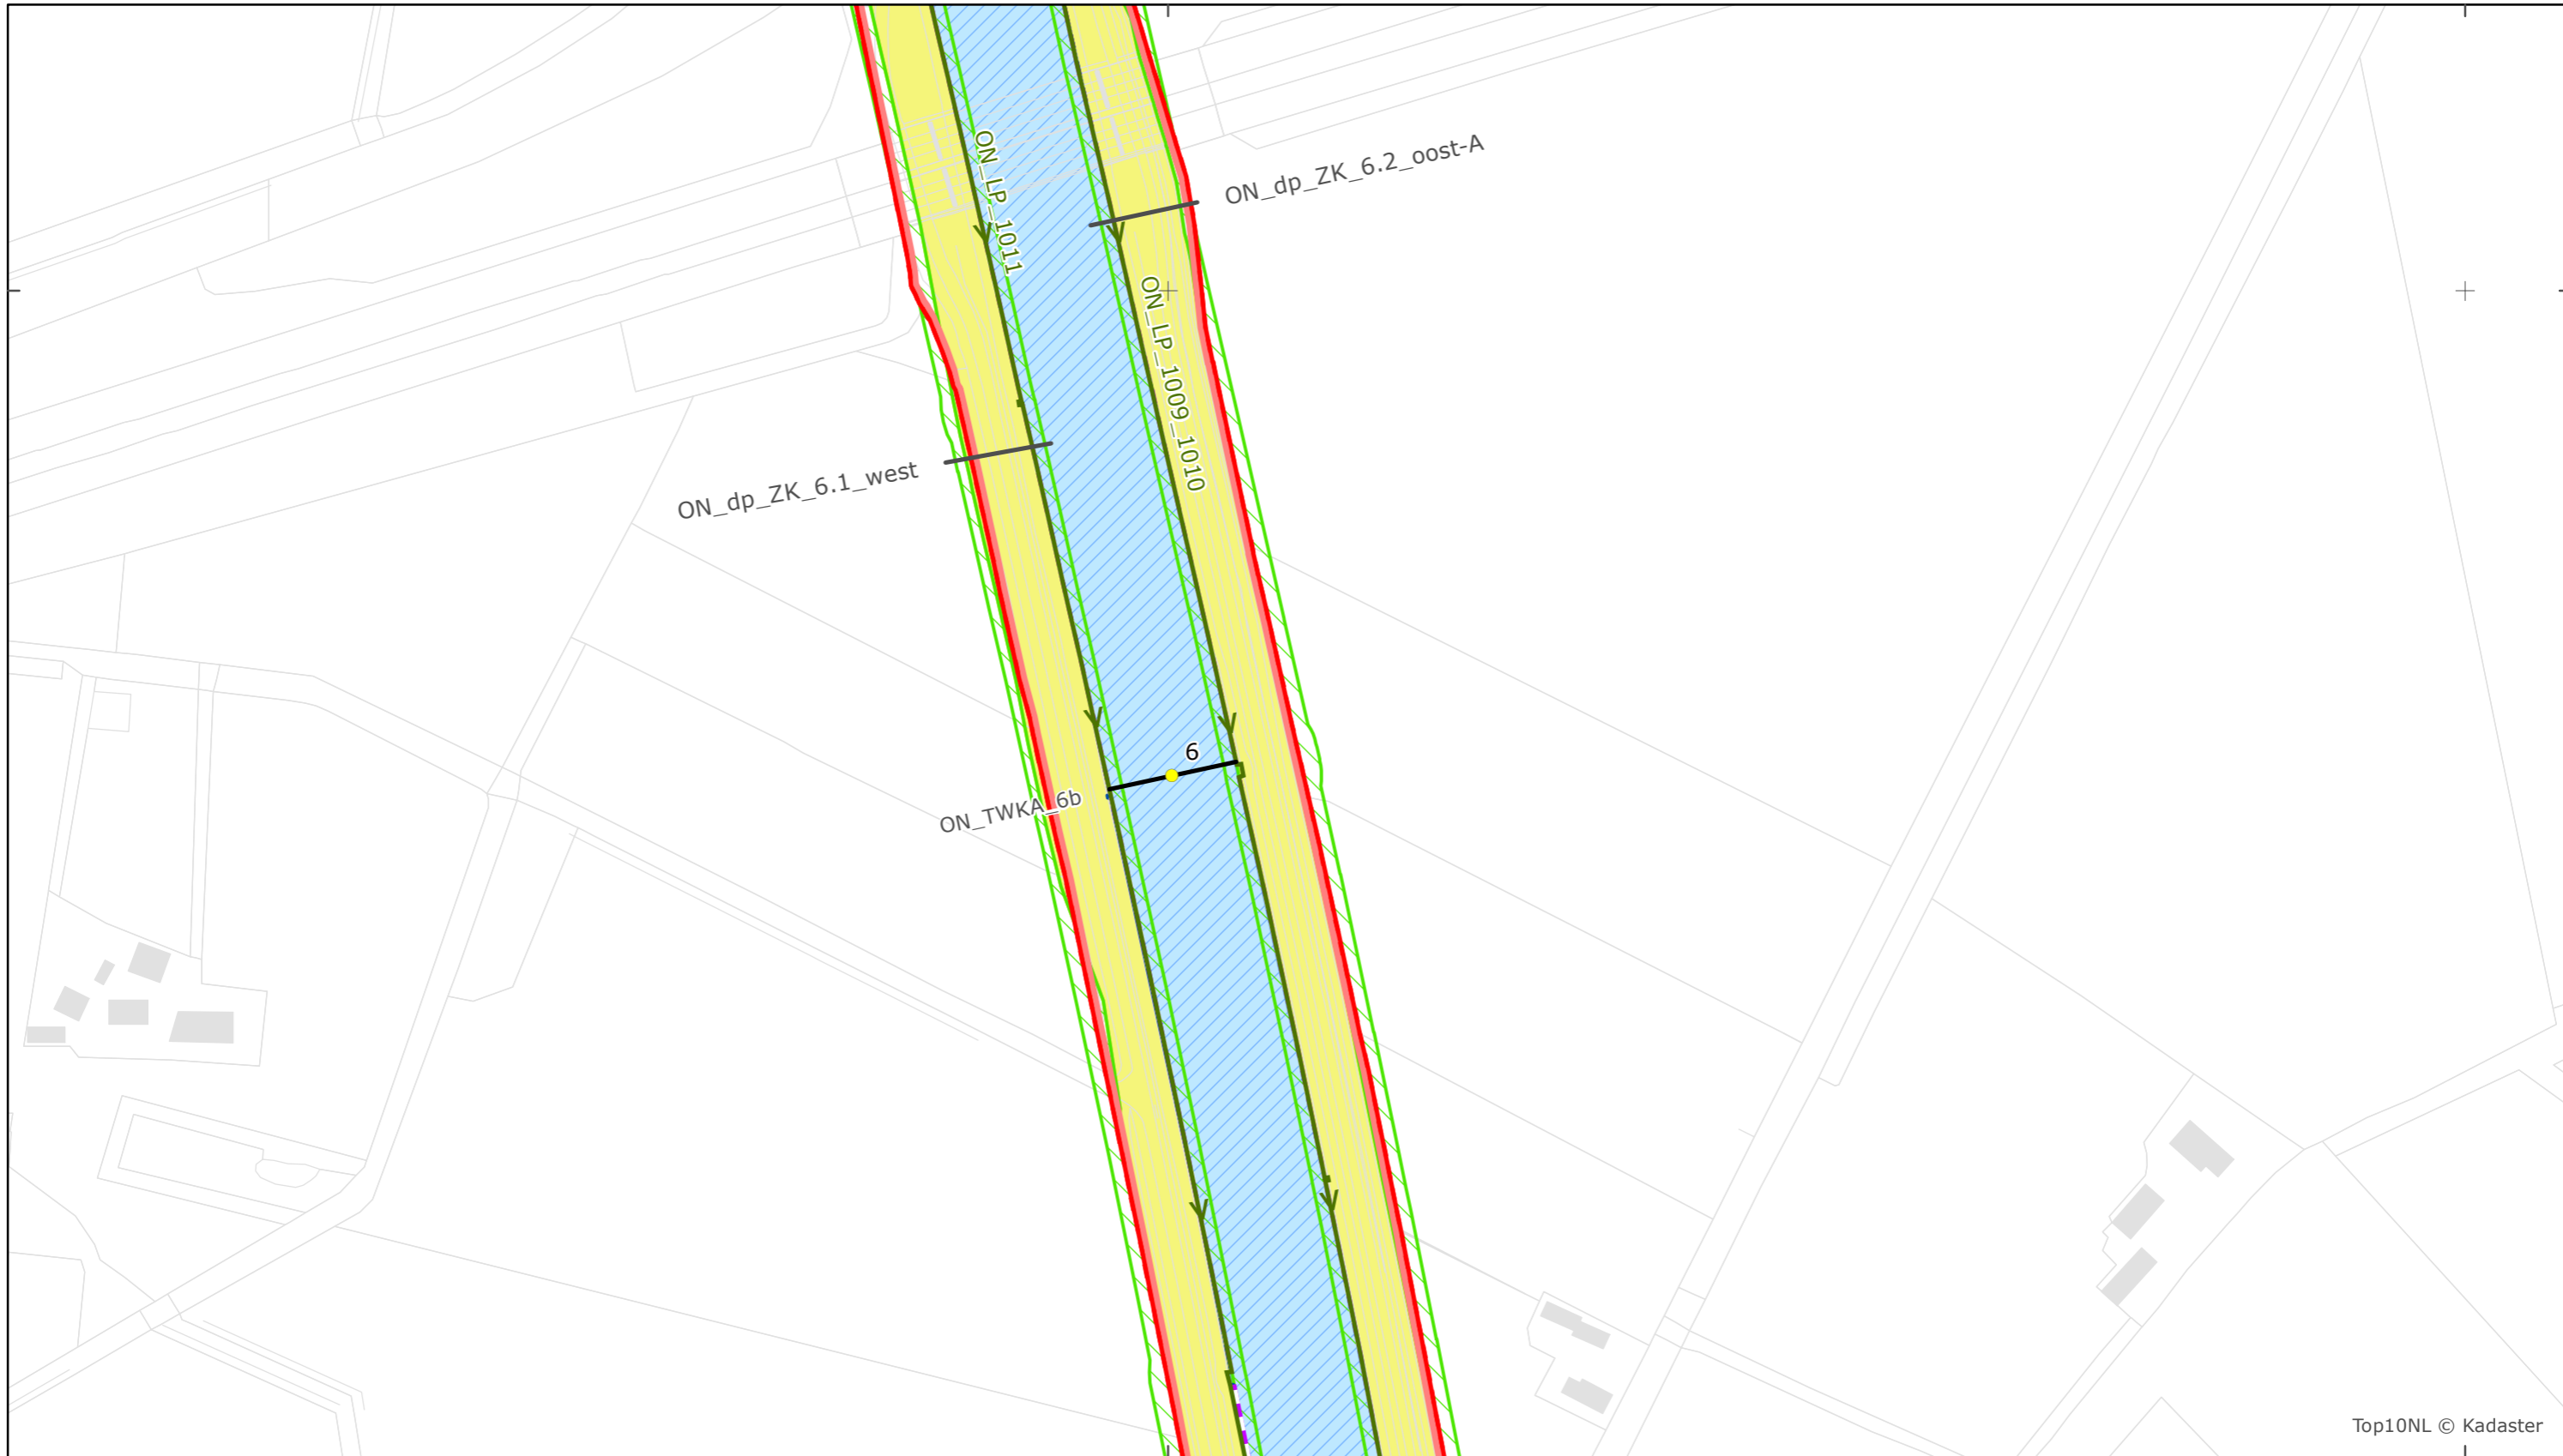 ON_dp_ZK_6.2_oost-A
ON_LP_1011
ON_LP_1009_1010
ON_dp_ZK_6.1_west
6
ON_TWKA_6b
Top10NL © Kadaster